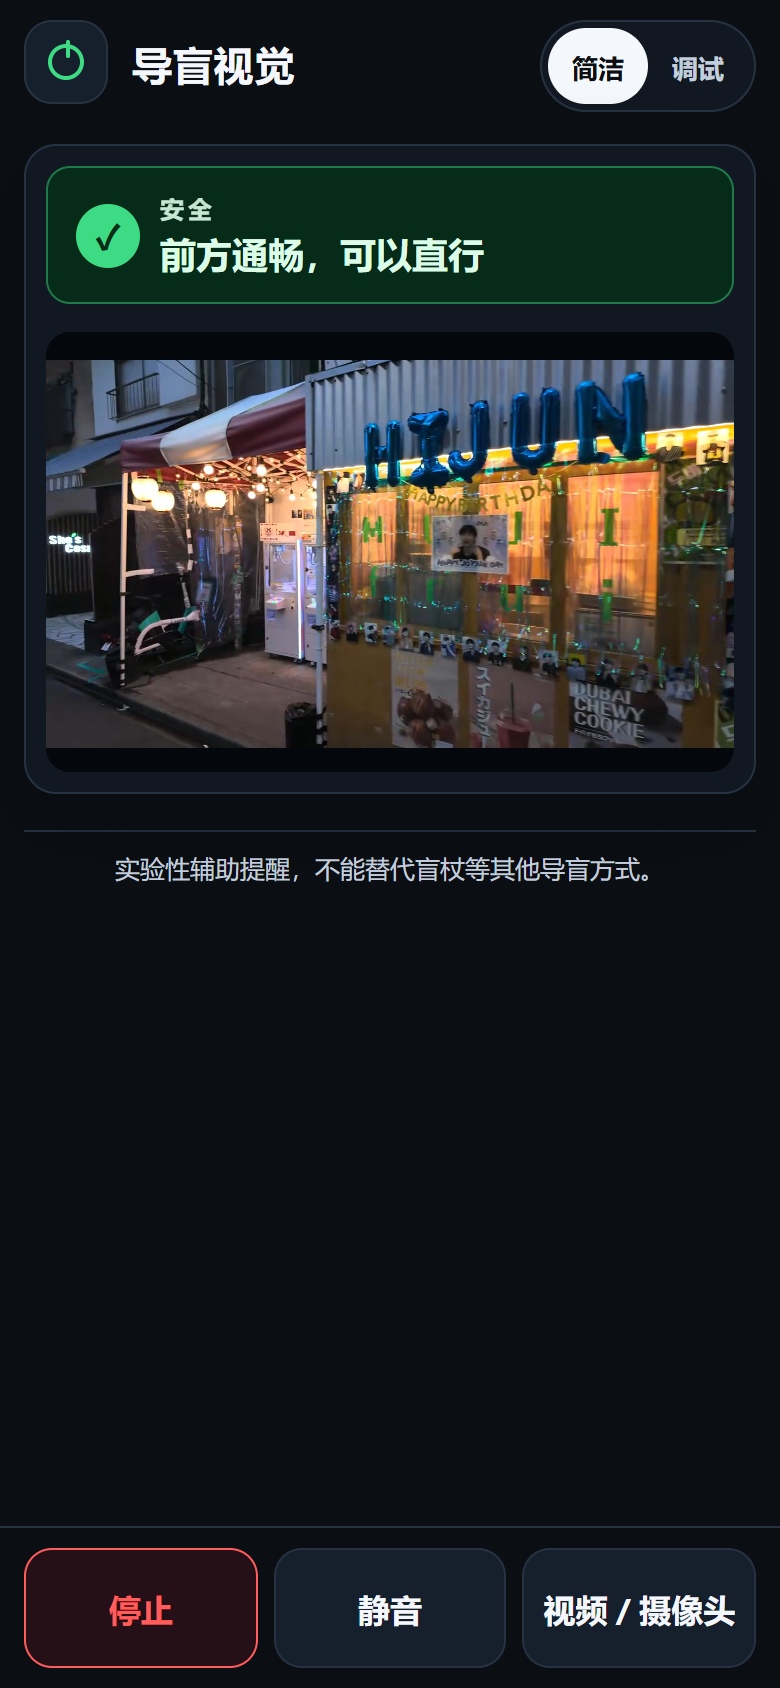 导盲视觉
简洁
调试
安全
前方通畅，可以直行
HIJUN
HAPPY BIRTHDAY
She's
スイカジュー
DUBAI
CHEWY
COOKIE
实验性辅助提醒，不能替代盲杖等其他导盲方式。
停止
静音
视频 / 摄像头